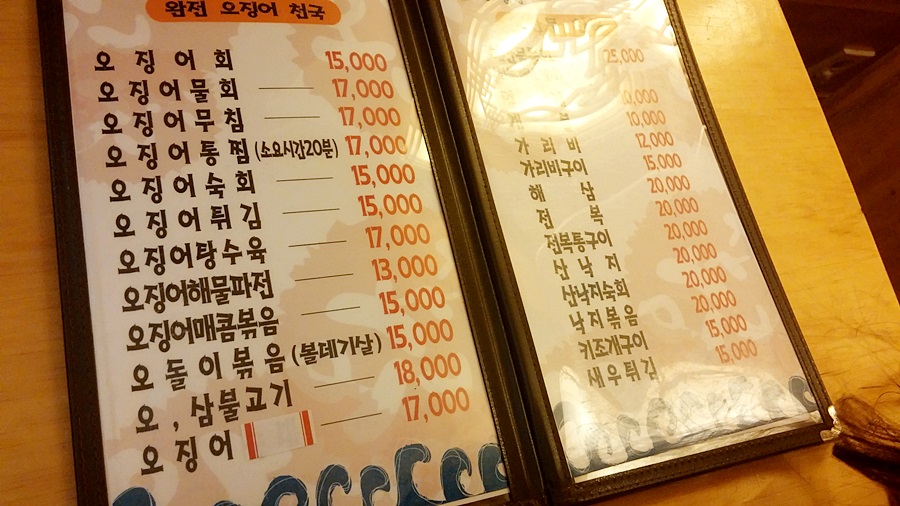 완전 오징어 천국
오징어회 15,000
오징어물회 17,000
오징어무침 17,000
오징어통찜 (소요시간20분) 17,000
오징어숙회 15,000
오징어튀김 15,000
오징어탕수육 17,000
오징어해물파전 13,000
오징어매콤볶음 15,000
오돌이볶음 (볼데기살) 15,000
오,삼불고기 18,000
오징어 17,000
25,000
10,000
가리비 12,000
가리비구이 15,000
해삼 20,000
전복 20,000
전복통구이 20,000
산낙지 20,000
산낙지숙회 20,000
낙지볶음 20,000
키조개구이 15,000
새우튀김 15,000